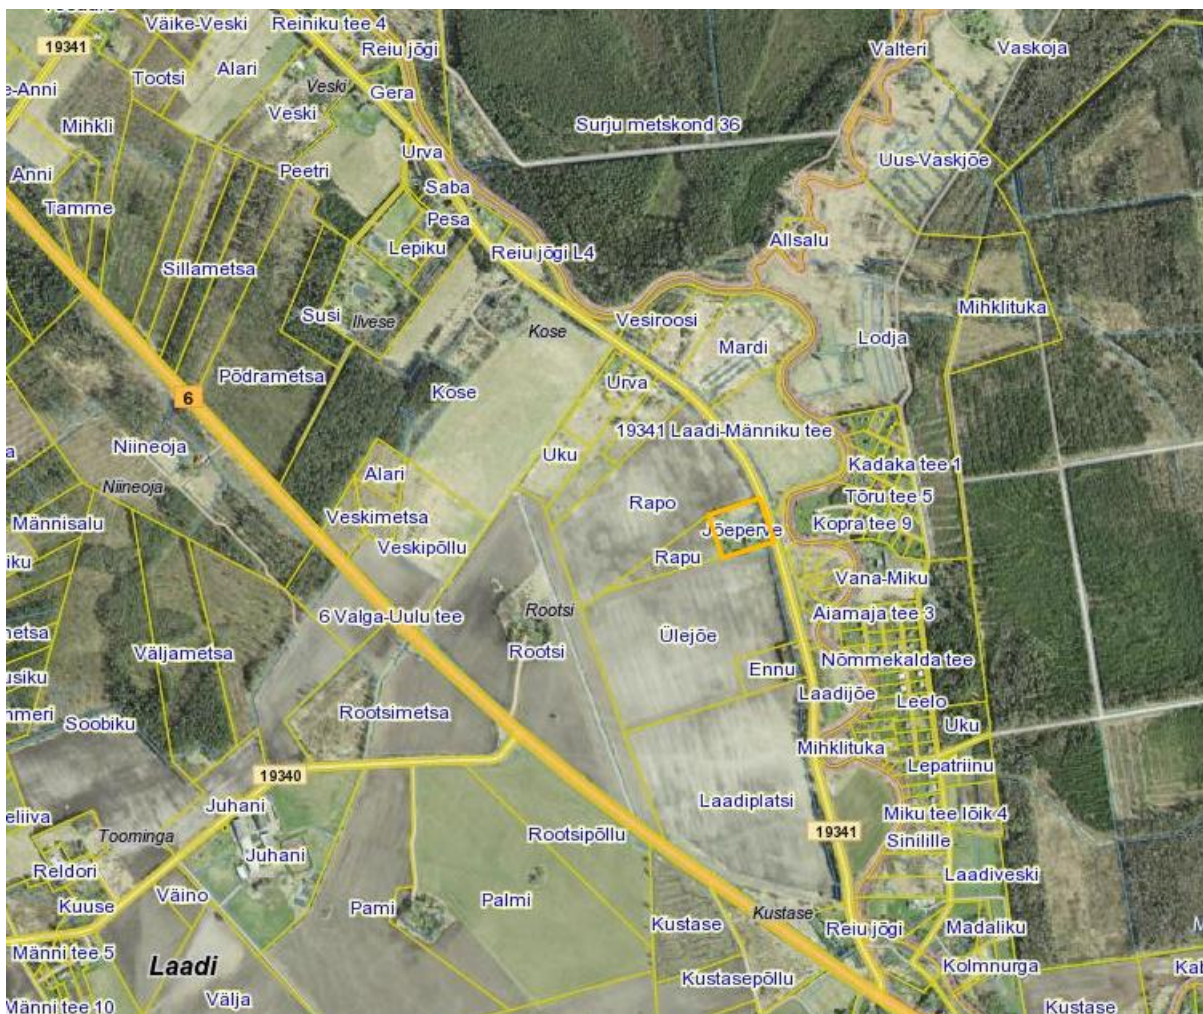 Väike-Veski
Reiniku tee 4
Valteri
Vaskoja
19341
Reiu jõgi
Alari
Tootsi
Veski
Gera
e-Anni
Veski
Mihkli
Surju metskond 36
Urva
Uus-Vaskjõe
Anni
Peetri
Saba
Tamme
Pesa
Allsalu
Lepiku
Reiu jõgi L4
Sillametsa
Mihklituka
Susi
Ilvese
Vesiroosi
Kose
Lodja
Mardi
Põdrametsa
Urva
Kose
6
19341 Laadi-Männiku tee
Niineoja
Uku
Kadaka tee 1
Alari
Niineoja
Tõru tee 5
Rapo
Veskimetsa
Männisalu
Kopra tee 9
Jõeperve
Veskipõllu
Rapu
iku
Vana-Miku
Rootsi
6 Valga-Uulu tee
Aiamaja tee 3
Ülejõe
metsa
Väljametsa
Rootsi
Nõmmekalda tee
Ennu
usiku
Laadijõe
Leelo
Rootsimetsa
mmeri
Soobiku
Uku
Mihklituka
Lepatriinu
19340
Laadiplatsi
Juhani
Miku tee lõik 4
eliiva
Toominga
Rootsipõllu
19341
Sinilille
Juhani
Reldori
Laadiveski
Väino
Palmi
Kuuse
Pami
Kustase
Kustase
Reiu jõgi
Madaliku
Männi tee 5
Laadi
Kolmnurga
Kustasepõllu
Välja
Männi tee 10
Kustase